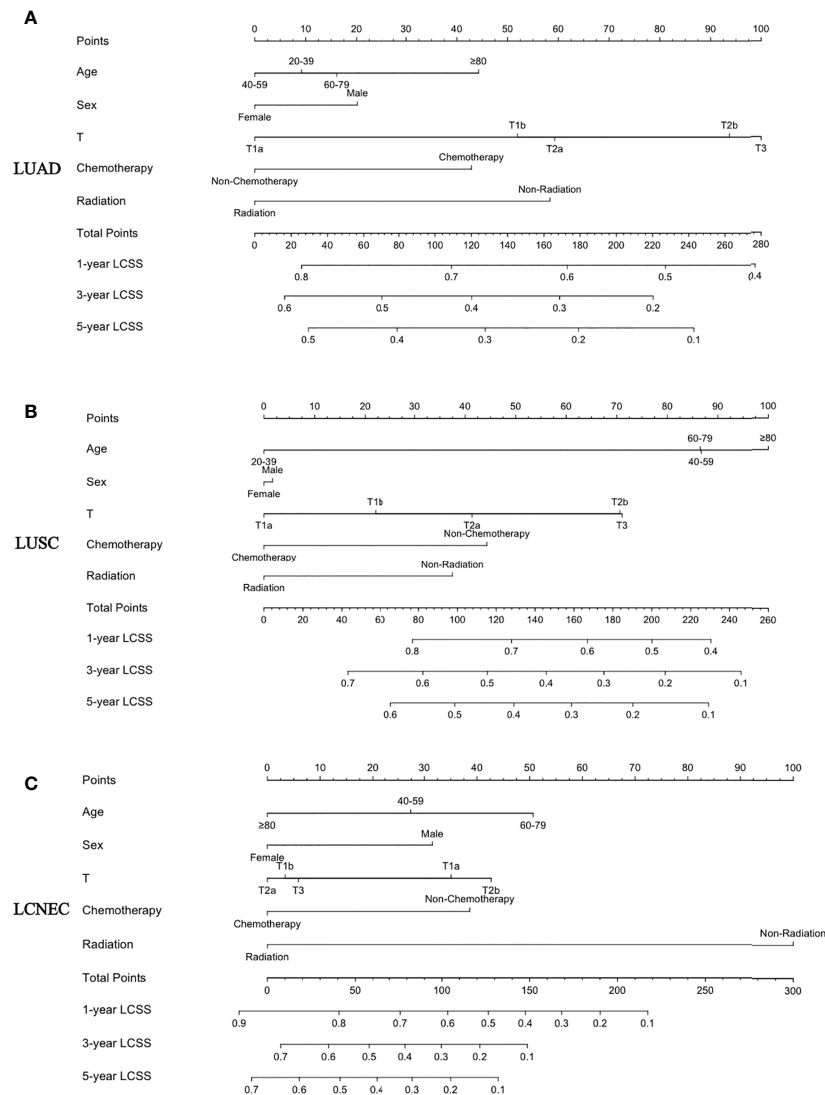 A
Points 0 10 20 30 40 50 60 70 80 90 100
Age 20-39 ≥80
40-59 60-79
Sex Male
Female
T T1b T2b
T1a T2a T3
LUAD Chemotherapy Chemotherapy
Non-Chemotherapy
Radiation Non-Radiation
Radiation
Total Points 0 20 40 60 80 100 120 140 160 180 200 220 240 260 280
1-year LCSS
0.8 0.7 0.6 0.5 0.4
3-year LCSS
0.6 0.5 0.4 0.3 0.2
5-year LCSS
0.5 0.4 0.3 0.2 0.1
B
Points 0 10 20 30 40 50 60 70 80 90 100
Age 60-79 ≥80
20-39 40-59
Sex Male
Female
T T1b T2b
T1a T2a T3
LUSC Chemotherapy Non-Chemotherapy
Chemotherapy
Radiation Non-Radiation
Radiation
Total Points 0 20 40 60 80 100 120 140 160 180 200 220 240 260
1-year LCSS
0.8 0.7 0.6 0.5 0.4
3-year LCSS
0.7 0.6 0.5 0.4 0.3 0.2 0.1
5-year LCSS
0.6 0.5 0.4 0.3 0.2 0.1
C
Points 0 10 20 30 40 50 60 70 80 90 100
Age 40-59
≥80 60-79
Sex Male
Female
T T1b T1a
T2a T3 T2b
LCNEC Chemotherapy Non-Chemotherapy
Chemotherapy
Radiation Non-Radiation
Radiation
Total Points 0 50 100 150 200 250 300
1-year LCSS
0.9 0.8 0.7 0.6 0.5 0.4 0.3 0.2 0.1
3-year LCSS
0.7 0.6 0.5 0.4 0.3 0.2 0.1
5-year LCSS
0.7 0.6 0.5 0.4 0.3 0.2 0.1